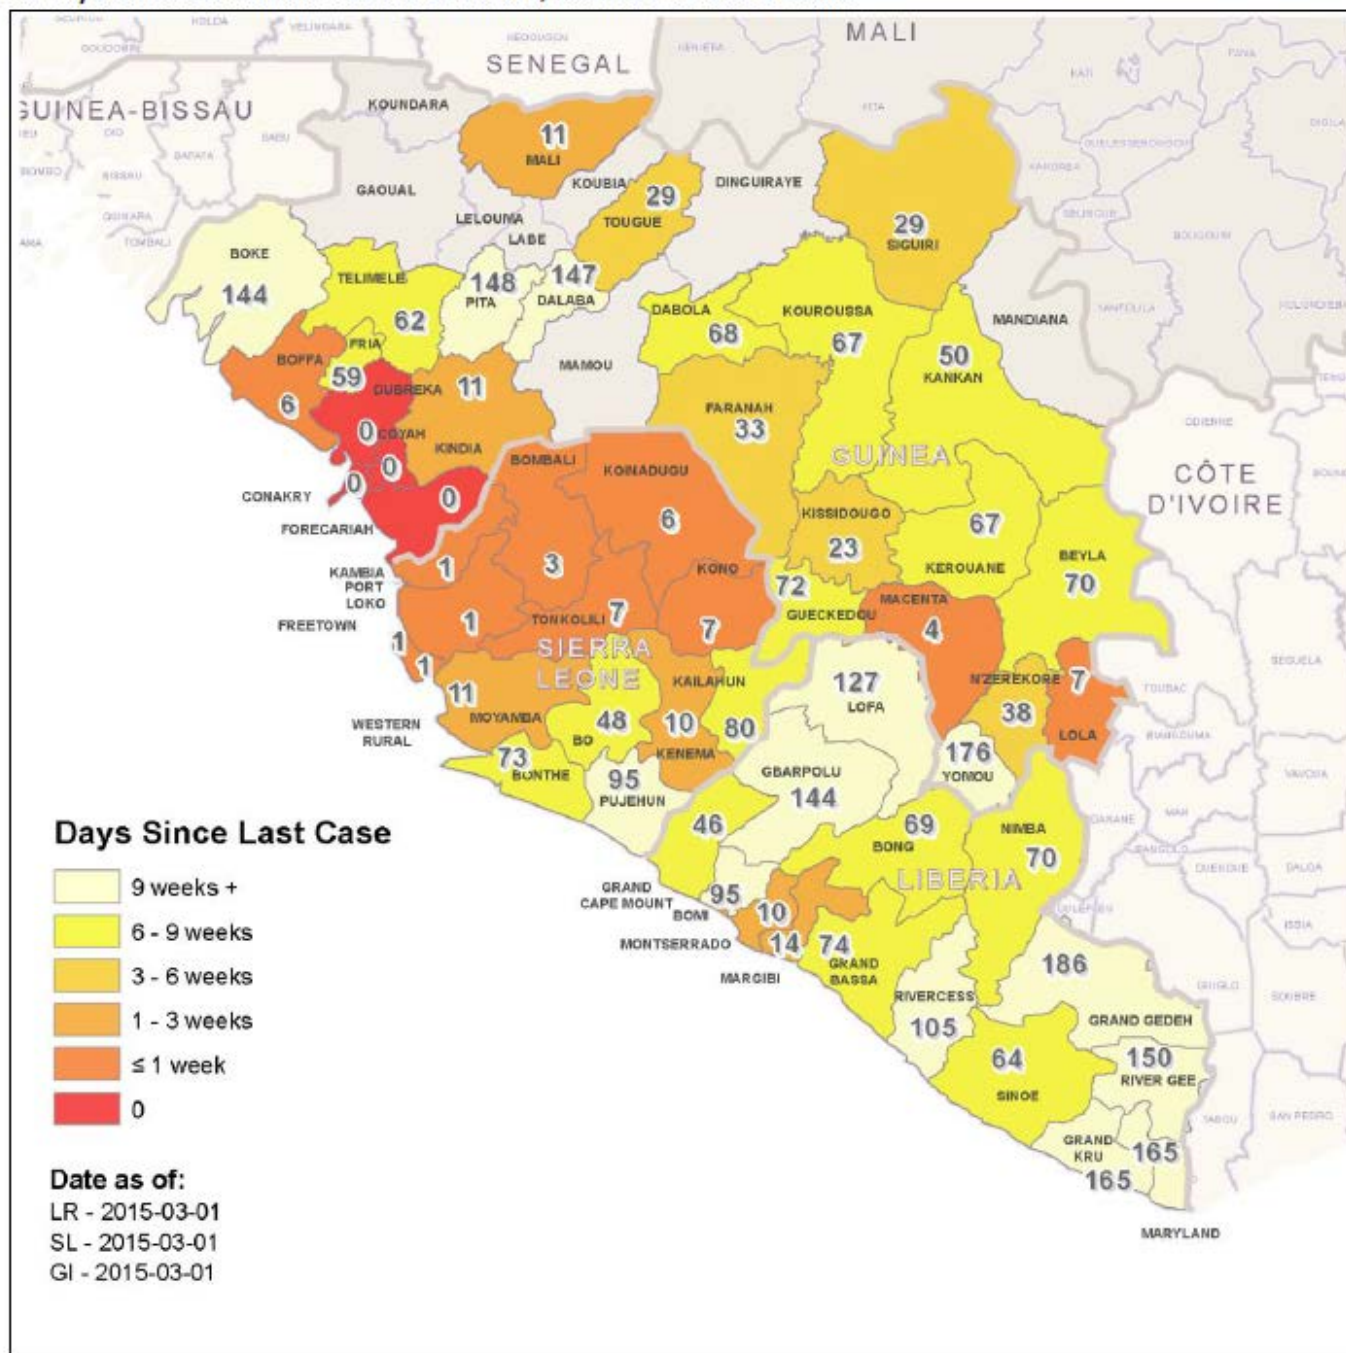 MALI
SENEGAL
GUINEA-BISSAU
KOUNDARA
11
MALI
GAOUAL
KOUBIA
29
TOUGUE
DINGUIRAYE
29
SIGUIRI
LELOUMA
LABE
BOKE
144
TELIMELE
62
148
PITA
147
DALABA
DABOLA
68
KOUROUSSA
67
MANDIANA
50
KANKAN
MAMOU
BOFFA
6
FRIA
59
DUBREKA
0
COYAH
0
11
KINDIA
FARANAH
33
GUINEA
CÔTE
D'IVOIRE
ODIENNE
0
0
CONAKRY
FORECARIAH
BOMBALI
KOINADUGU
6
KISSIDOUGO
23
67
KEROUANE
BEYLA
70
KAMBIA
PORT
LOKO
FREETOWN
1
3
KONO
7
72
GUECKEDOU
MACENTA
4
1
TONKOLILI
7
1
1
SIERRA
LEONE
N'ZEREKORE
38
7
LOLA
SEGUELA
11
MOYAMBA
WESTERN
RURAL
KAILAHUN
80
127
LOFA
48
BO
10
KENEMA
176
YOMOU
73
BONTHE
95
PUJEHUN
GBARPOLU
144
46
69
BONG
NIMBA
70
LIBERIA
GRAND
CAPE MOUNT
BOMI
95
MONTSERRADO
10
14
MARGIBI
74
GRAND
BASSA
186
GRAND GEDEH
RIVERCESS
105
64
SINOE
150
RIVER GEE
SAN PEDRO
TABOU
GRAND
KRU
165
165
MARYLAND
Days Since Last Case
9 weeks +
6 - 9 weeks
3 - 6 weeks
1 - 3 weeks
≤ 1 week
0
Date as of:
LR - 2015-03-01
SL - 2015-03-01
GI - 2015-03-01